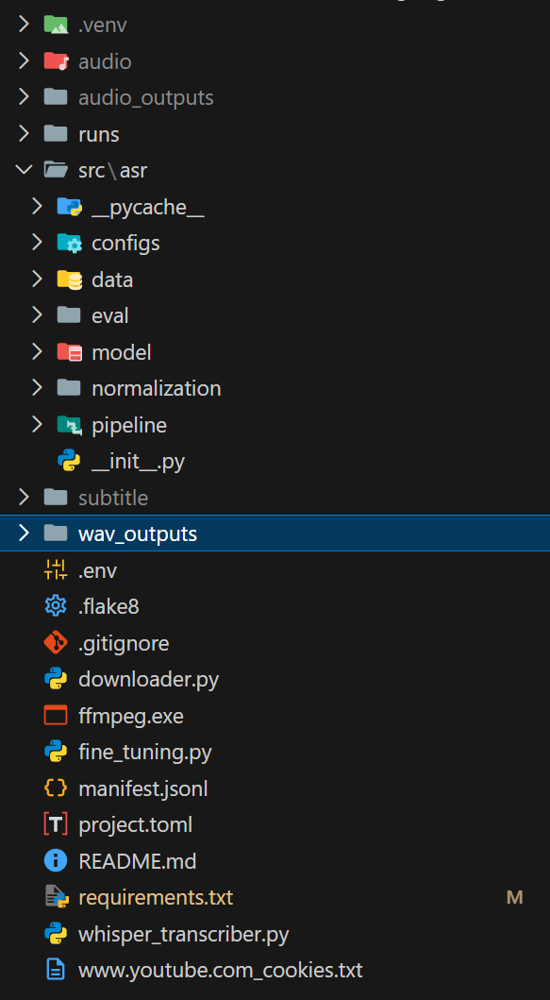 .venv
audio
audio_outputs
runs
src\asr
__pycache__
configs
data
eval
model
normalization
pipeline
__init__.py
subtitle
wav_outputs
.env
.flake8
.gitignore
downloader.py
ffmpeg.exe
fine_tuning.py
manifest.jsonl
project.toml
README.md
requirements.txt M
whisper_transcriber.py
www.youtube.com_cookies.txt